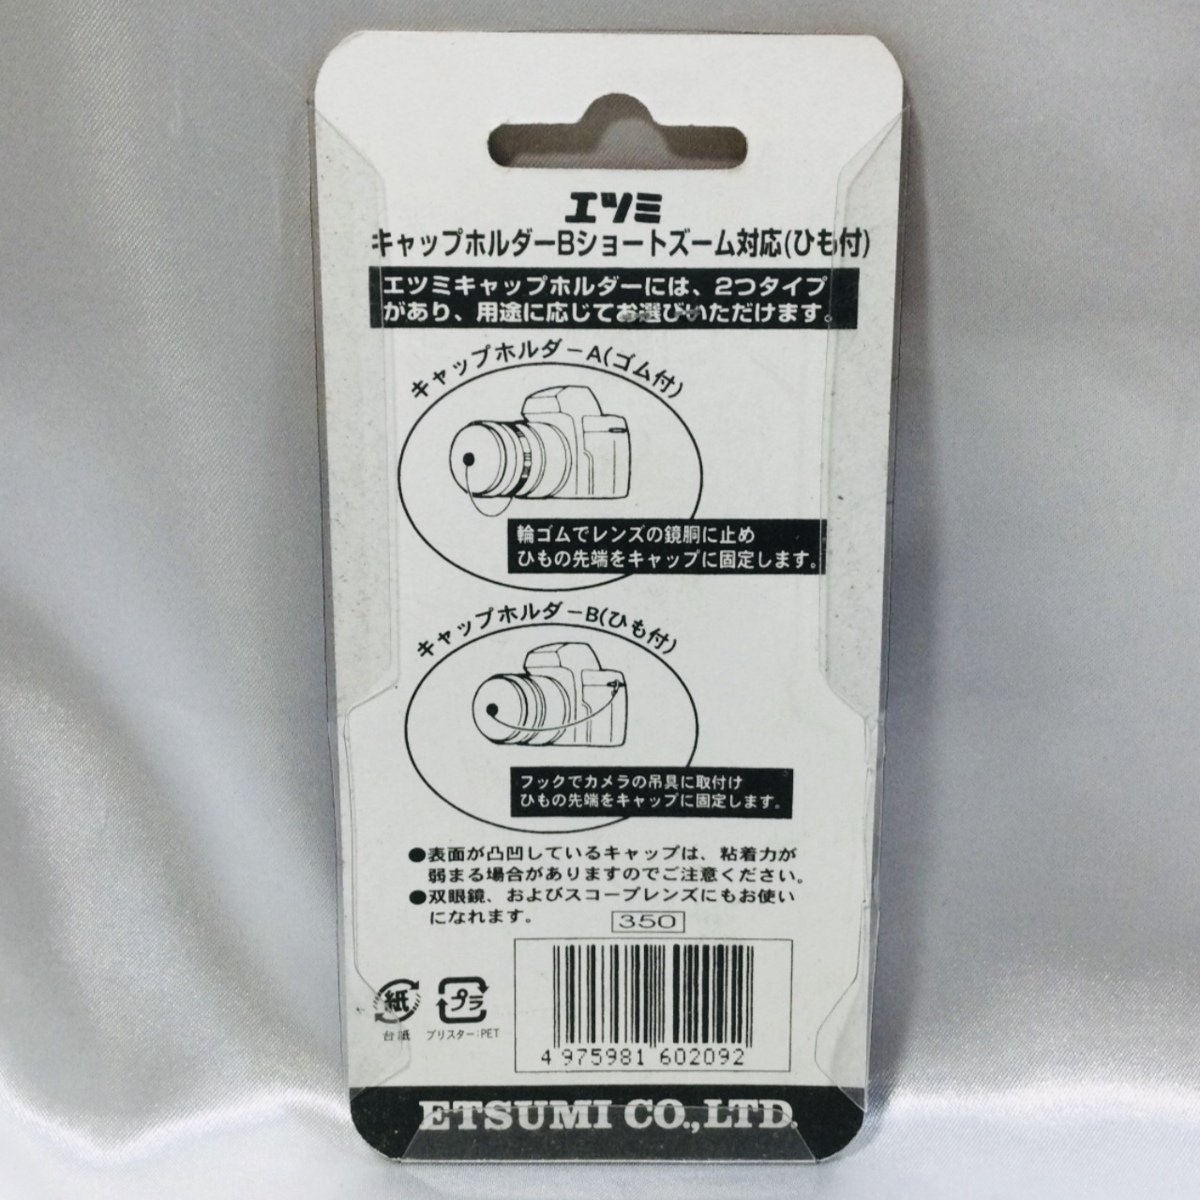 エツミ
キャップホルダーBショートズーム対応(ひも付)
エツミキャップホルダーには、2つタイプ
があり、用途に応じてお選びいただけます。
キャップホルダーA(ゴム付)
輪ゴムでレンズの鏡胴に止め
ひもの先端をキャップに固定します。
キャップホルダーB(ひも付)
フックでカメラの吊具に取付け
ひもの先端をキャップに固定します。
●表面が凸凹しているキャップは、粘着力が
弱まる場合がありますのでご注意ください。
●双眼鏡、およびスコープレンズにもお使い
になれます。
350
紙 プラ
台紙 ブリスター:PET
4 975981 602092
ETSUMI CO.,LTD.